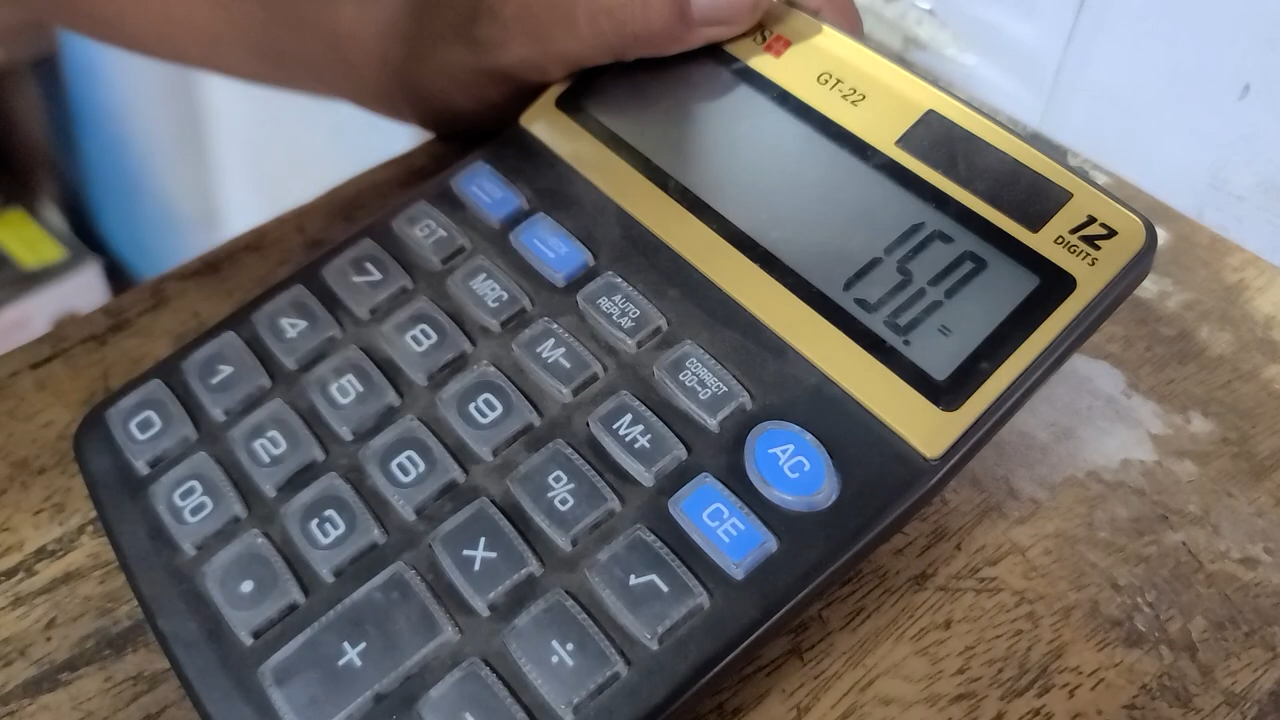 GT-22
12
DIGITS
150.
=
GT
MRC
AUTO
REPLAY
CORRECT
00→0
7
8
9
M-
M+
AC
4
5
6
%
CE
1
2
3
×
√
0
00
.
+
÷